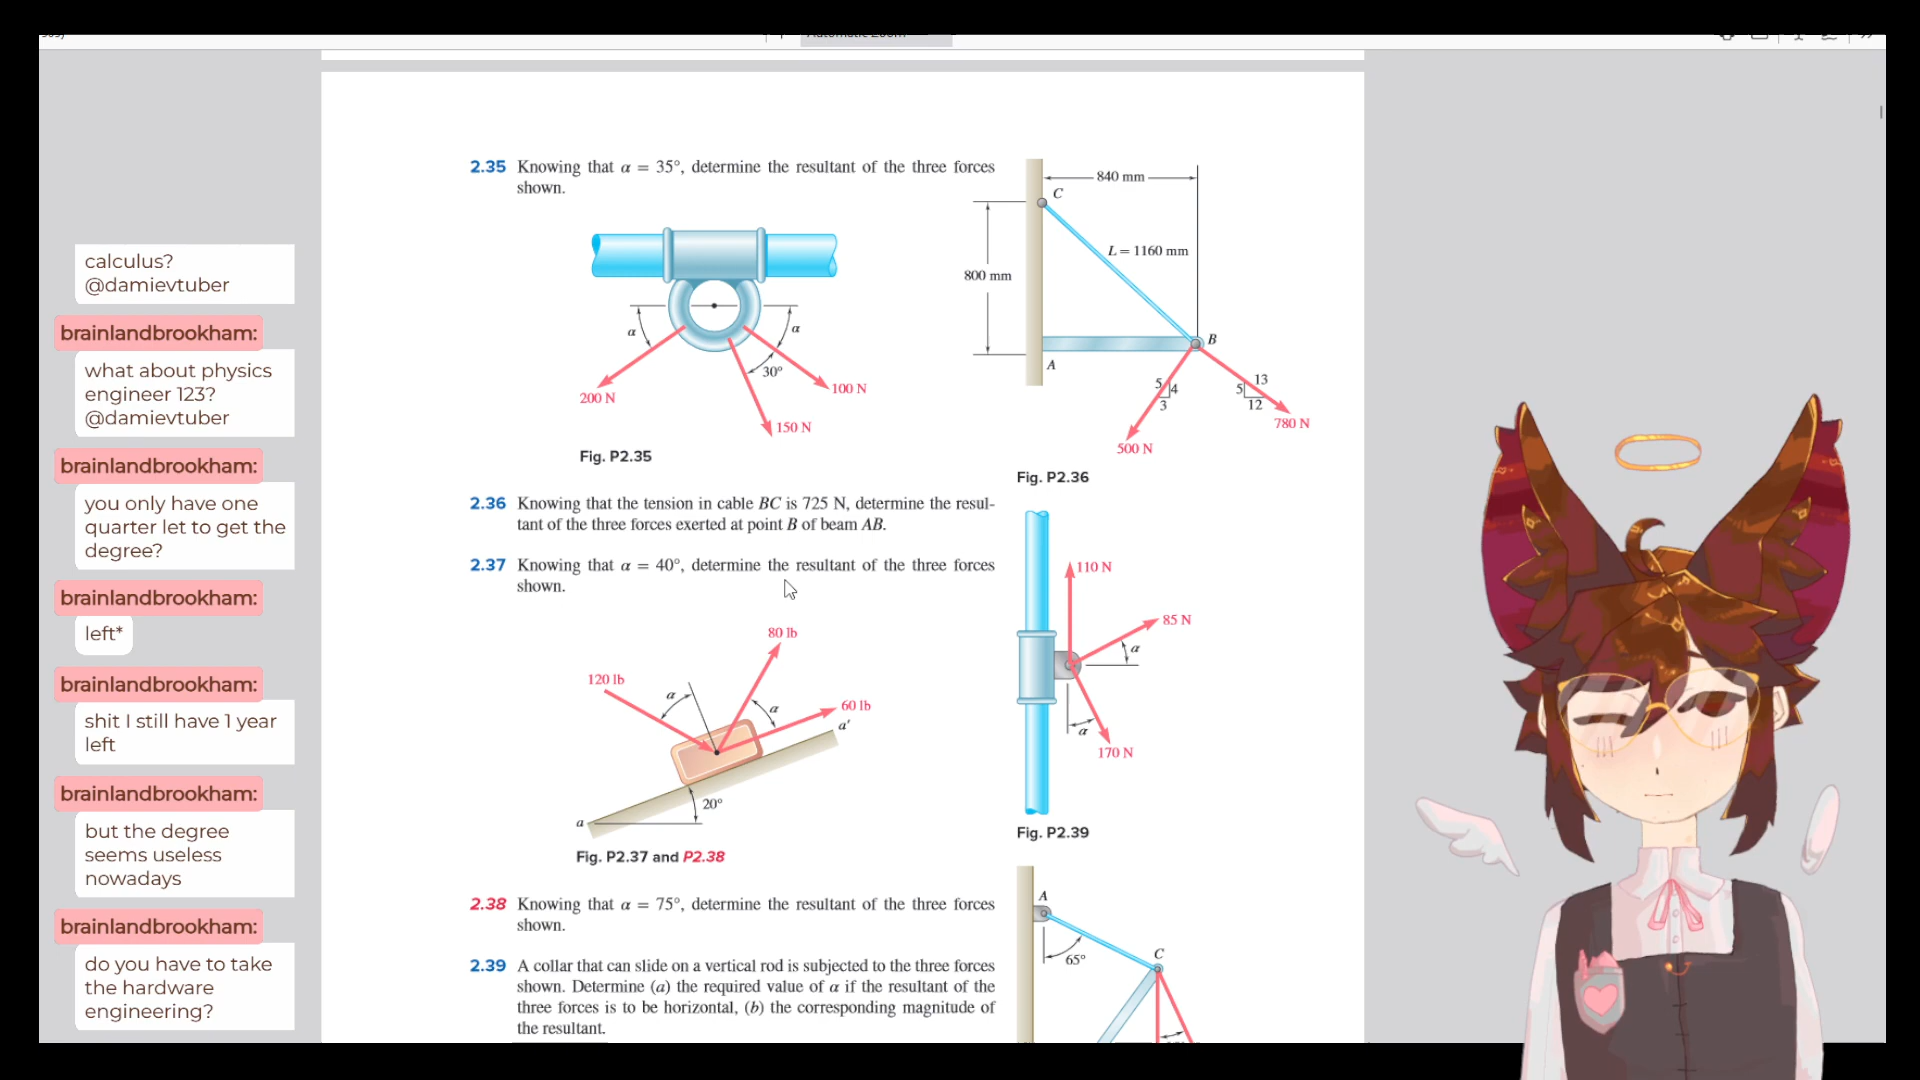 calculus?
@damievtuber
brainlandbrookham:
what about physics
engineer 123?
@damievtuber
brainlandbrookham:
you only have one
quarter let to get the
degree?
brainlandbrookham:
left*
brainlandbrookham:
shit I still have 1 year
left
brainlandbrookham:
but the degree
seems useless
nowadays
brainlandbrookham:
do you have to take
the hardware
engineering?
2.35 Knowing that α = 35°, determine the resultant of the three forces
shown.
α
α
30°
200 N
100 N
150 N
Fig. P2.35
840 mm
C
L = 1160 mm
800 mm
B
A
5
4
3
13
5
12
780 N
500 N
Fig. P2.36
2.36 Knowing that the tension in cable BC is 725 N, determine the resul-
tant of the three forces exerted at point B of beam AB.
2.37 Knowing that α = 40°, determine the resultant of the three forces
shown.
80 lb
120 lb
α
α
60 lb
a'
20°
a
Fig. P2.37 and P2.38
110 N
85 N
α
α
170 N
Fig. P2.39
2.38 Knowing that α = 75°, determine the resultant of the three forces
shown.
2.39 A collar that can slide on a vertical rod is subjected to the three forces
shown. Determine (a) the required value of α if the resultant of the
three forces is to be horizontal, (b) the corresponding magnitude of
the resultant.
A
65°
C